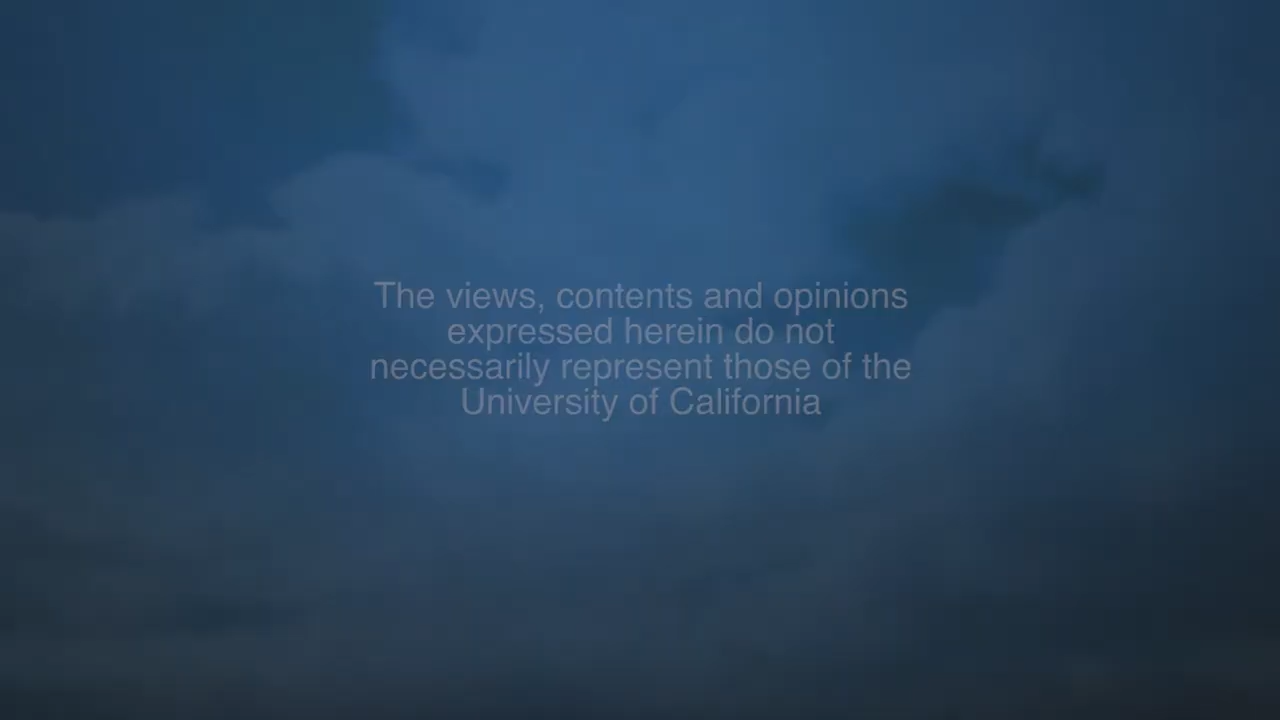 The views, contents and opinions
expressed herein do not
necessarily represent those of the
University of California